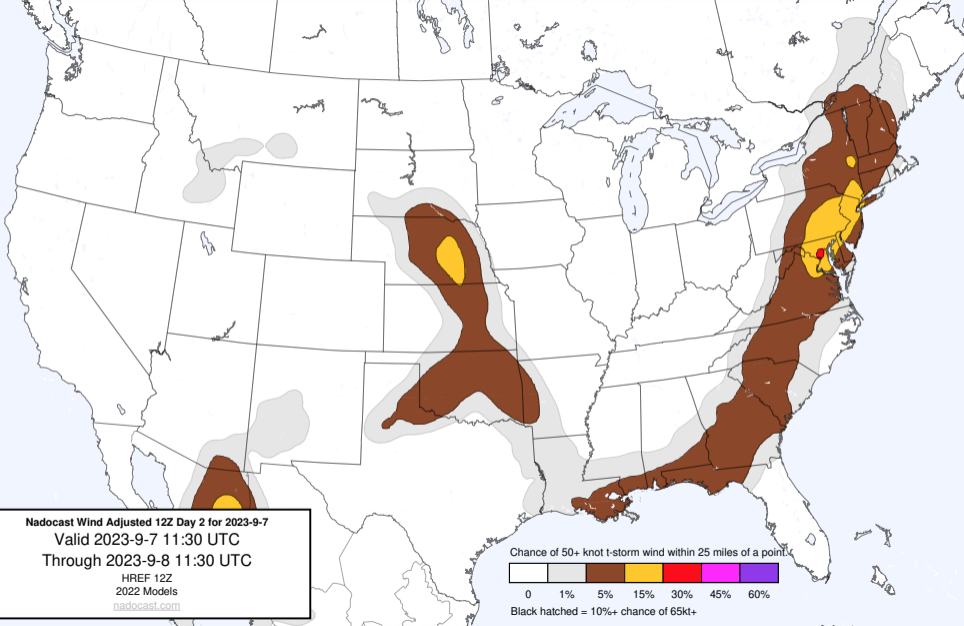 Nadocast Wind Adjusted 12Z Day 2 for 2023-9-7
Valid 2023-9-7 11:30 UTC
Through 2023-9-8 11:30 UTC
HREF 12Z
2022 Models
nadocast.com
Chance of 50+ knot t-storm wind within 25 miles of a point.
0 1% 5% 15% 30% 45% 60%
Black hatched = 10%+ chance of 65kt+